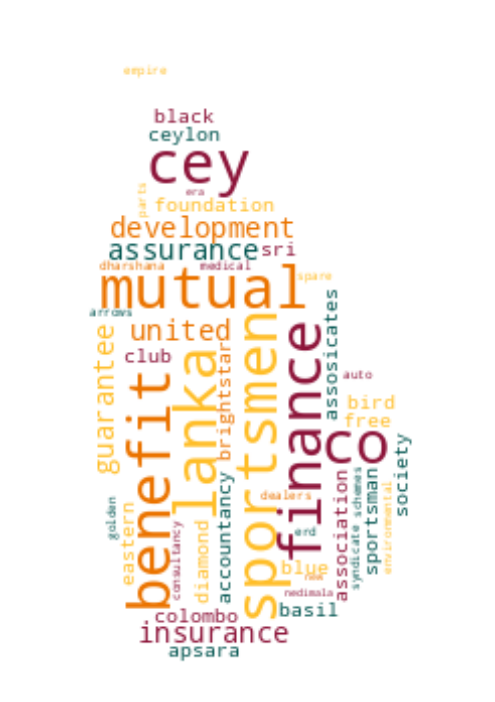 empire
black
ceylon
cey
era
parts
foundation
development
assurance
sri
dharshana
medical
mutual
spare
arrows
united
club
guarantee
benefit
lanka
brightstar
sportsmen
finance
assosicates
auto
bird
free
co
society
golden
eastern
consultancy
diamond
accountancy
dealers
erd
blue
new
association
syndicate
schemes
sportsman
environmental
nedimala
basil
colombo
insurance
apsara